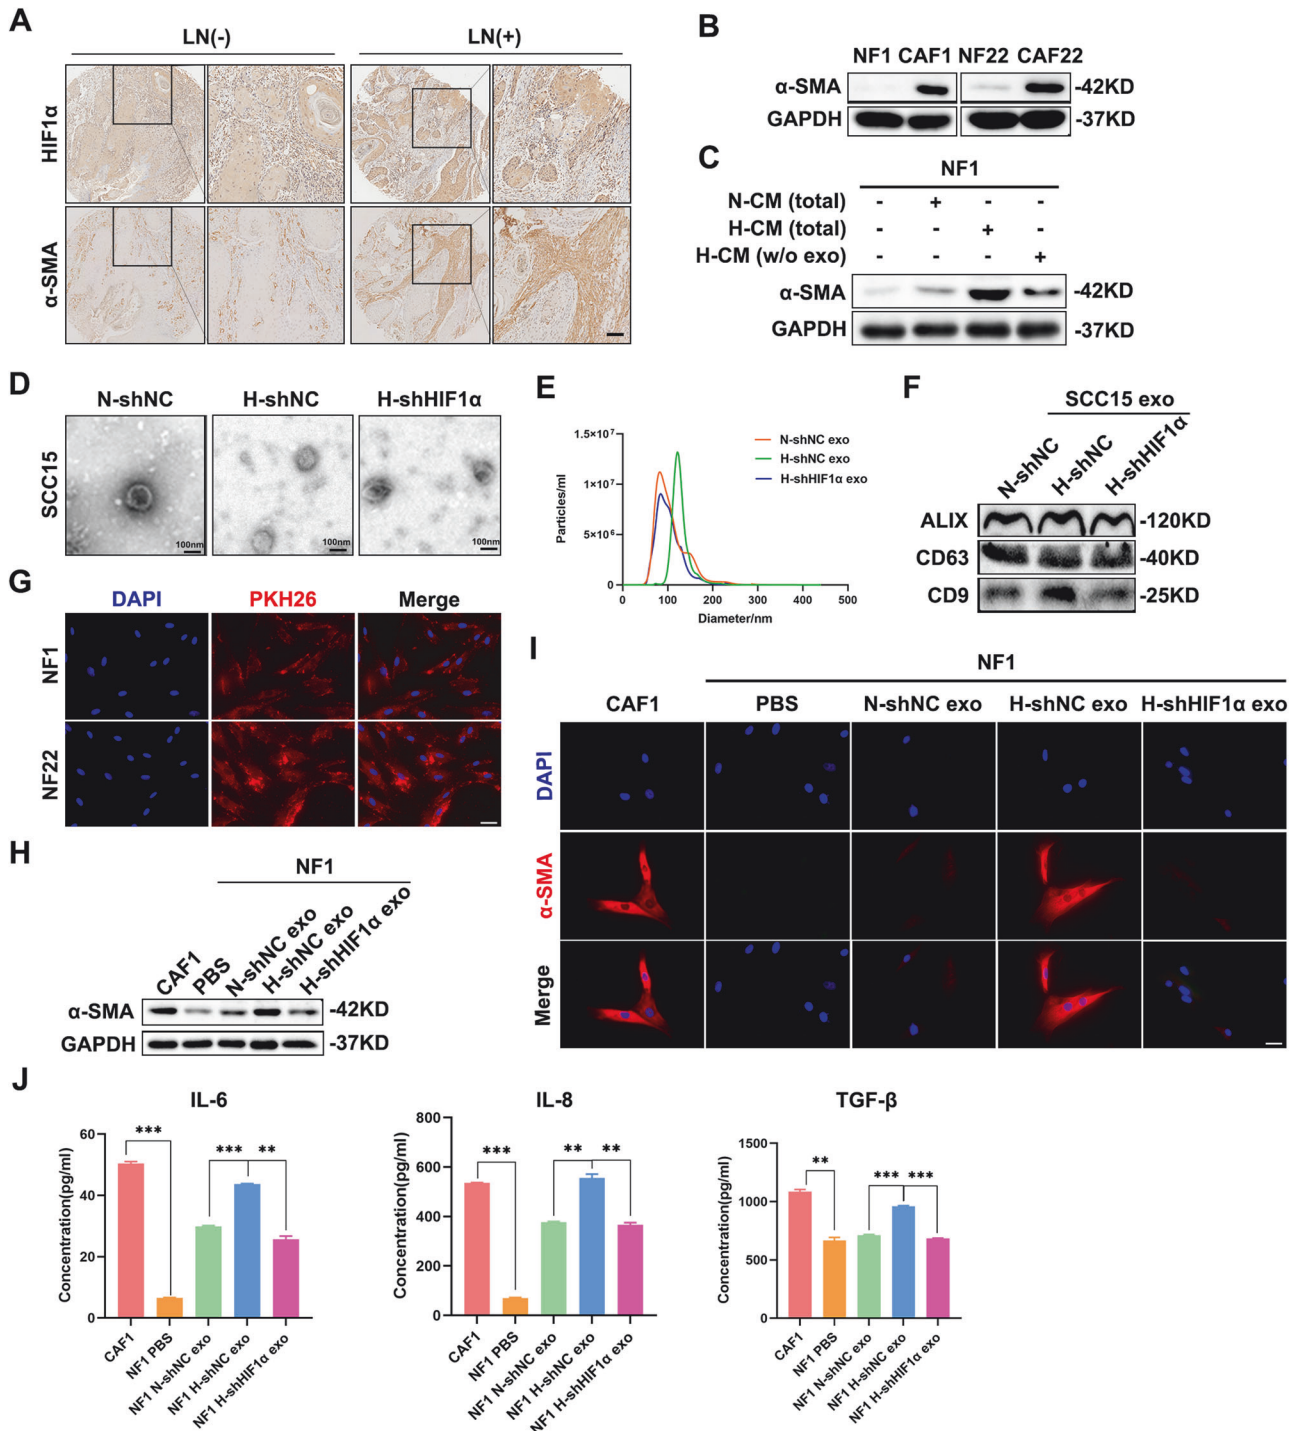 A
LN(-)
LN(+)
HIF1α
α-SMA
B
NF1 CAF1 NF22 CAF22
α-SMA
-42KD
GAPDH
-37KD
C
NF1
N-CM (total) - + - -
H-CM (total) - - + -
H-CM (w/o exo) - - - +
α-SMA
-42KD
GAPDH
-37KD
D
N-shNC
H-shNC
H-shHIF1α
SCC15
100nm
100nm
100nm
E
1.5×10⁷
1×10⁷
5×10⁶
0
Particles/ml
0 100 200 300 400 500
Diameter/nm
N-shNC exo
H-shNC exo
H-shHIF1α exo
F
SCC15 exo
N-shNC
H-shNC
H-shHIF1α
ALIX
-120KD
CD63
-40KD
CD9
-25KD
G
DAPI
PKH26
Merge
NF1
NF22
H
NF1
CAF1
PBS
N-shNC exo
H-shNC exo
H-shHIF1α exo
α-SMA
-42KD
GAPDH
-37KD
I
NF1
CAF1
PBS
N-shNC exo
H-shNC exo
H-shHIF1α exo
DAPI
α-SMA
Merge
J
IL-6
Concentration(pg/ml)
60
40
20
0
***
***
**
CAF1
NF1 PBS
NF1 N-shNC exo
NF1 H-shNC exo
NF1 H-shHIF1α exo
IL-8
Concentration(pg/ml)
800
600
400
200
0
***
**
**
CAF1
NF1 PBS
NF1 N-shNC exo
NF1 H-shNC exo
NF1 H-shHIF1α exo
TGF-β
Concentration(pg/ml)
1500
1000
500
0
**
***
***
CAF1
NF1 PBS
NF1 N-shNC exo
NF1 H-shNC exo
NF1 H-shHIF1α exo